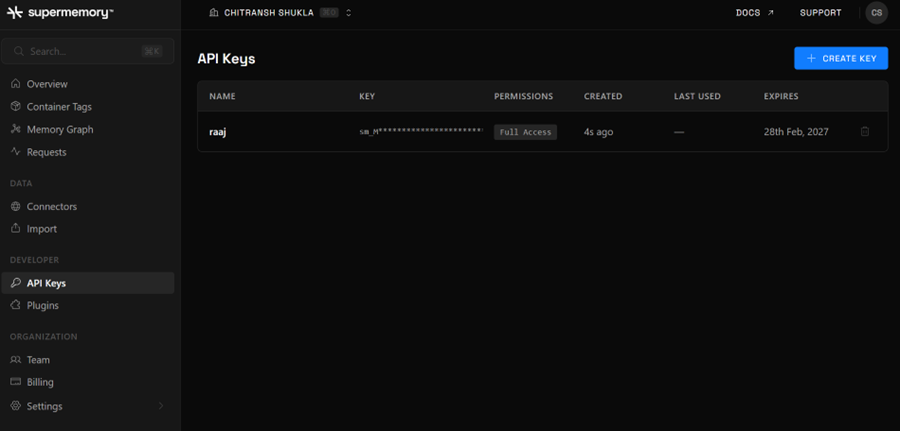 supermemory™
CHITRANSH SHUKLA ⌘O
DOCS ↗
SUPPORT
CS
Search...
⌘K
Overview
Container Tags
Memory Graph
Requests
DATA
Connectors
Import
DEVELOPER
API Keys
Plugins
ORGANIZATION
Team
Billing
Settings
API Keys
+ CREATE KEY
NAME KEY PERMISSIONS CREATED LAST USED EXPIRES
raaj sm_M*********************** Full Access 4s ago — 28th Feb, 2027